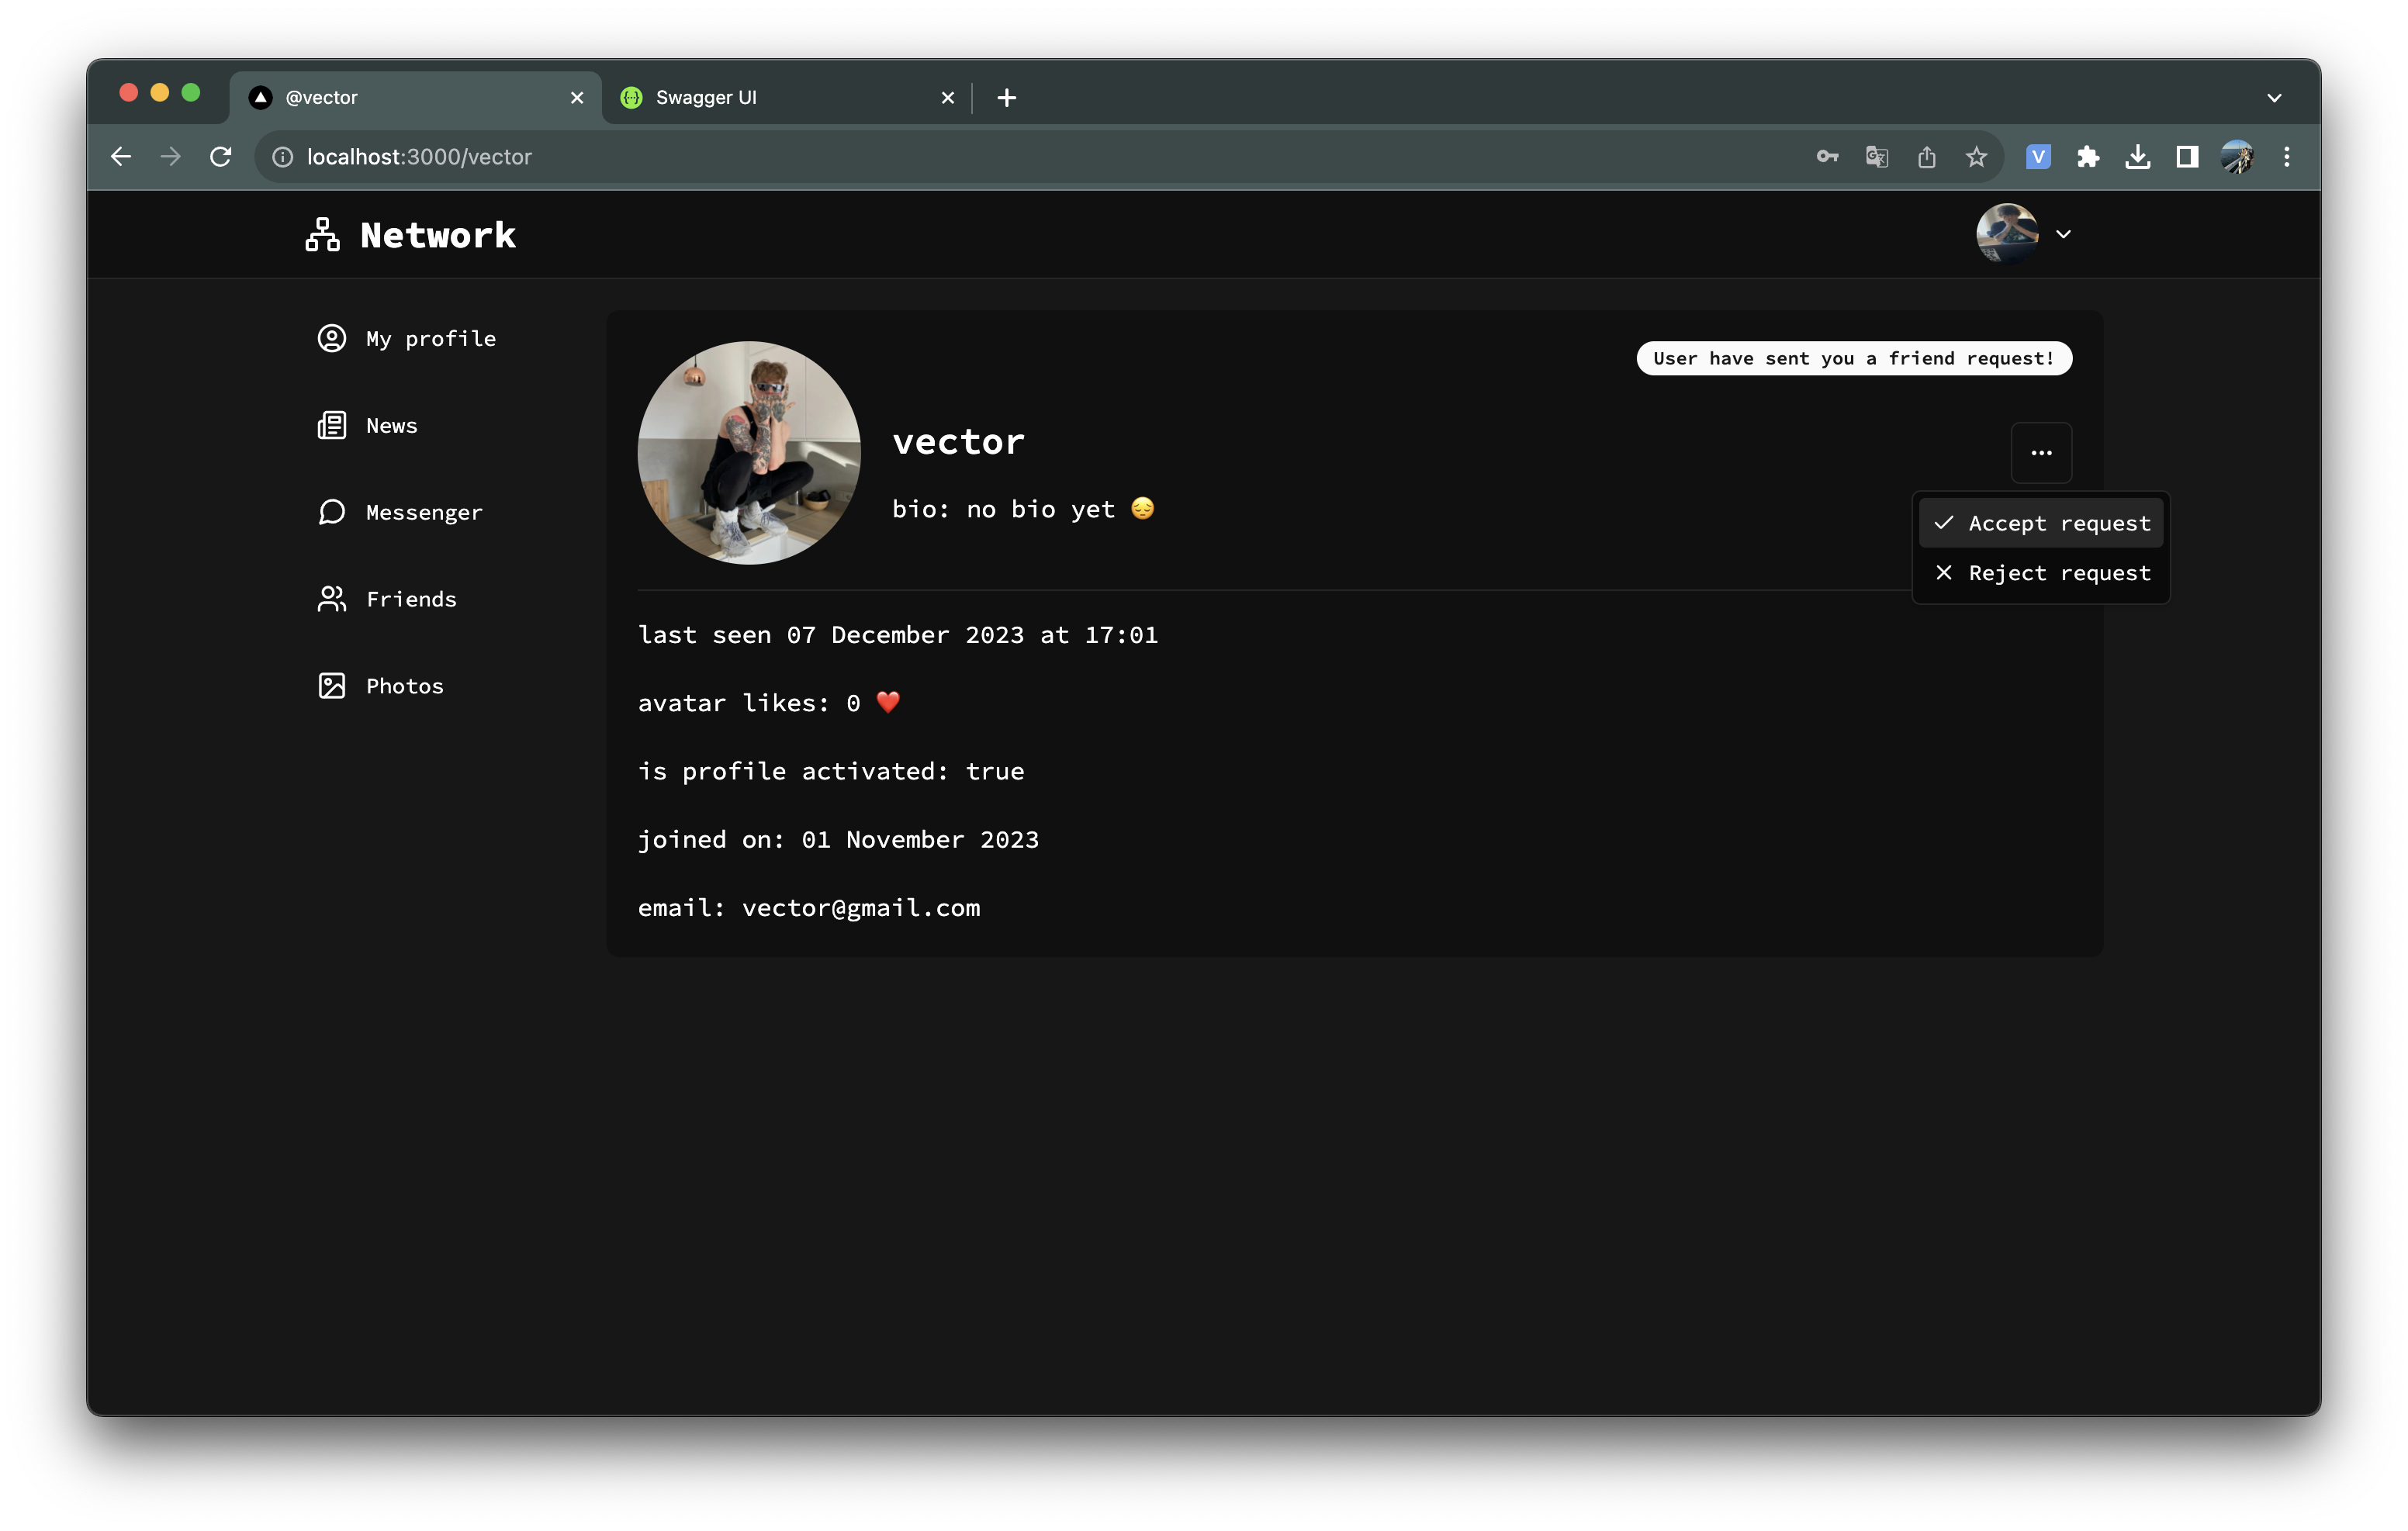 @vector
Swagger UI
localhost:3000/vector
V
Network
My profile
News
Messenger
Friends
Photos
User have sent you a friend request!
vector
bio: no bio yet 😔
Accept request
Reject request
last seen 07 December 2023 at 17:01
avatar likes: 0 ❤️
is profile activated: true
joined on: 01 November 2023
email: vector@gmail.com